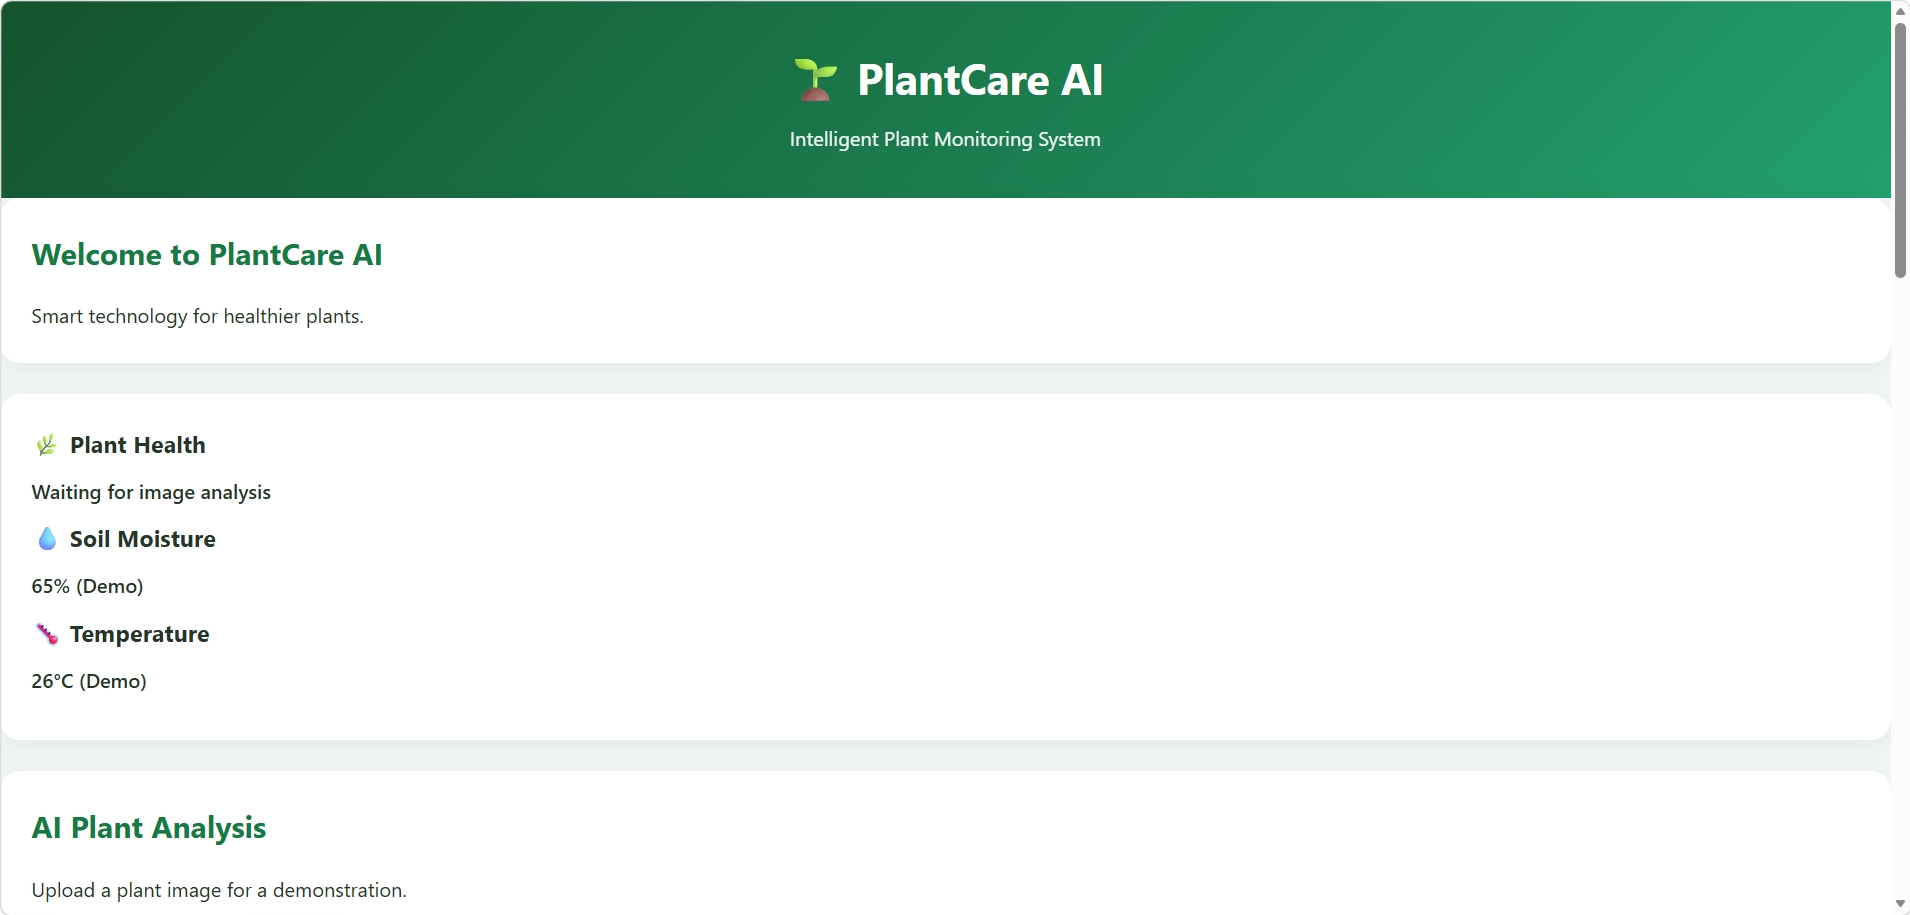 PlantCare AI
Intelligent Plant Monitoring System
Welcome to PlantCare AI
Smart technology for healthier plants.
Plant Health
Waiting for image analysis
Soil Moisture
65% (Demo)
Temperature
26°C (Demo)
AI Plant Analysis
Upload a plant image for a demonstration.